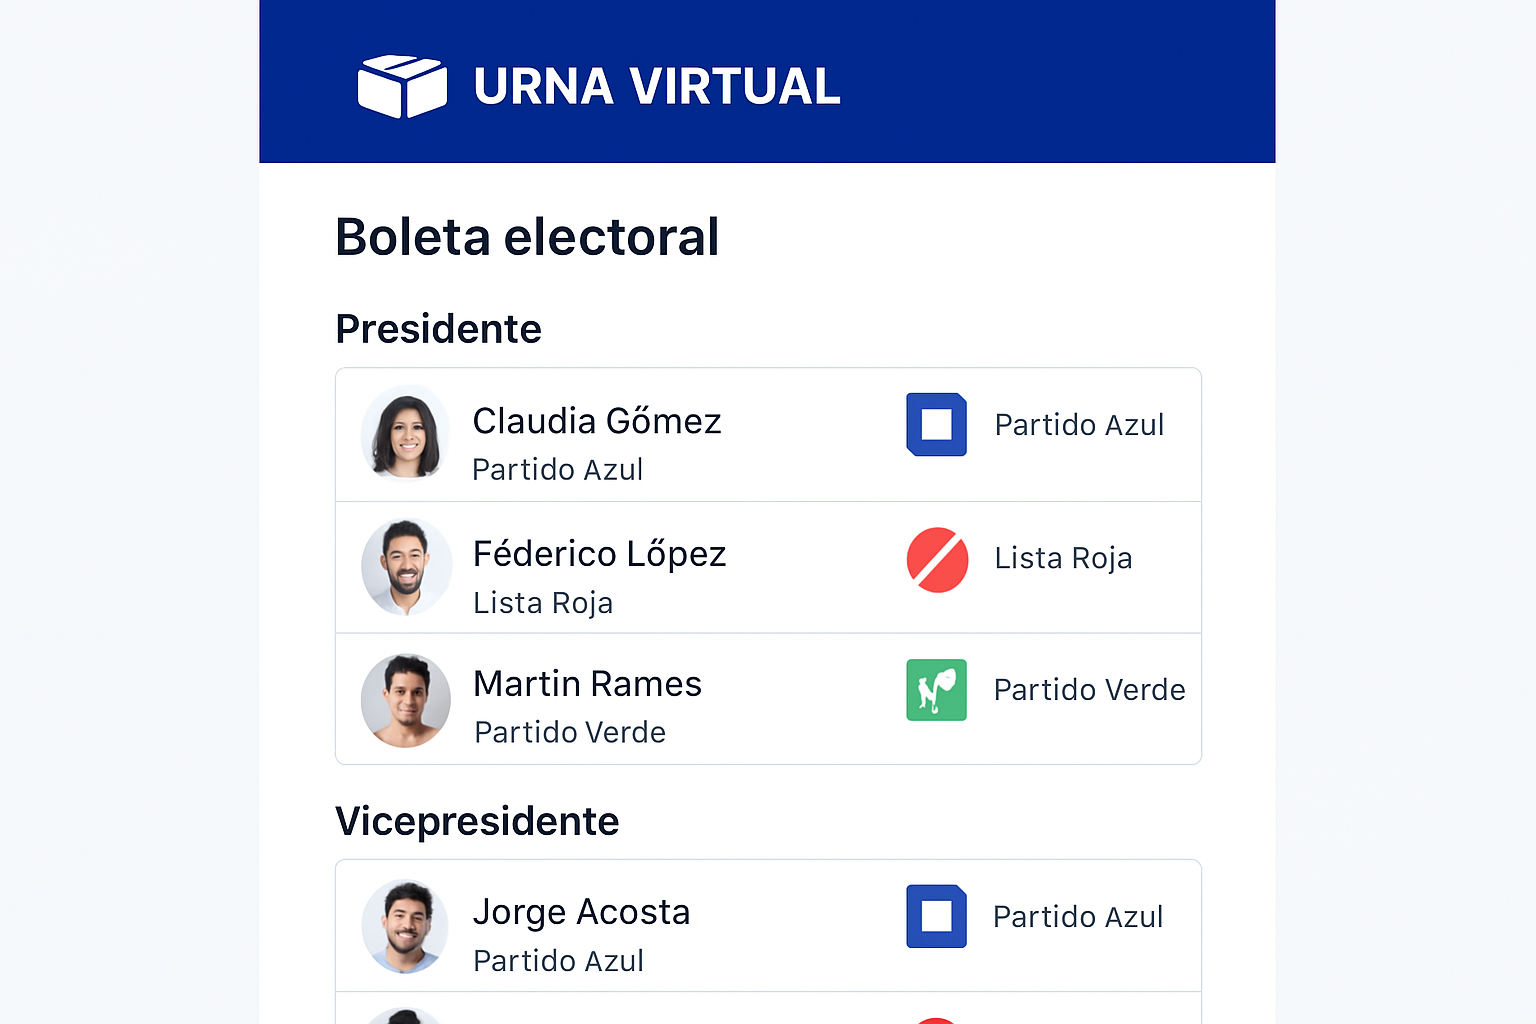 URNA VIRTUAL
Boleta electoral
Presidente
Claudia Gőmez
Partido Azul
Partido Azul
Féderico Lőpez
Lista Roja
Lista Roja
Martin Rames
Partido Verde
Partido Verde
Vicepresidente
Jorge Acosta
Partido Azul
Partido Azul